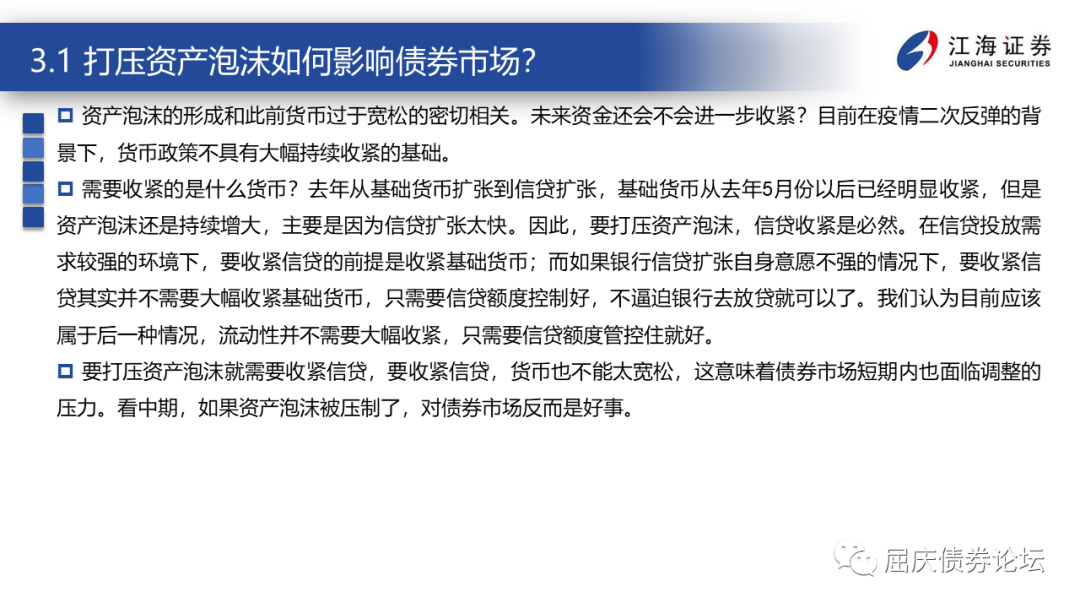 3.1 打压资产泡沫如何影响债券市场？
江海证券
JIANGHAI SECURITIES
资产泡沫的形成和此前货币过于宽松的密切相关。未来资金还会不会进一步收紧？目前在疫情二次反弹的背
景下，货币政策不具有大幅持续收紧的基础。
需要收紧的是什么货币？去年从基础货币扩张到信贷扩张，基础货币从去年5月份以后已经明显收紧，但是
资产泡沫还是持续增大，主要是因为信贷扩张太快。因此，要打压资产泡沫，信贷收紧是必然。在信贷投放需
求较强的环境下，要收紧信贷的前提是收紧基础货币；而如果银行信贷扩张自身意愿不强的情况下，要收紧信
贷其实并不需要大幅收紧基础货币，只需要信贷额度控制好，不逼迫银行去放贷就可以了。我们认为目前应该
属于后一种情况，流动性并不需要大幅收紧，只需要信贷额度管控住就好。
要打压资产泡沫就需要收紧信贷，要收紧信贷，货币也不能太宽松，这意味着债券市场短期内也面临调整的
压力。看中期，如果资产泡沫被压制了，对债券市场反而是好事。
屈庆债券论坛